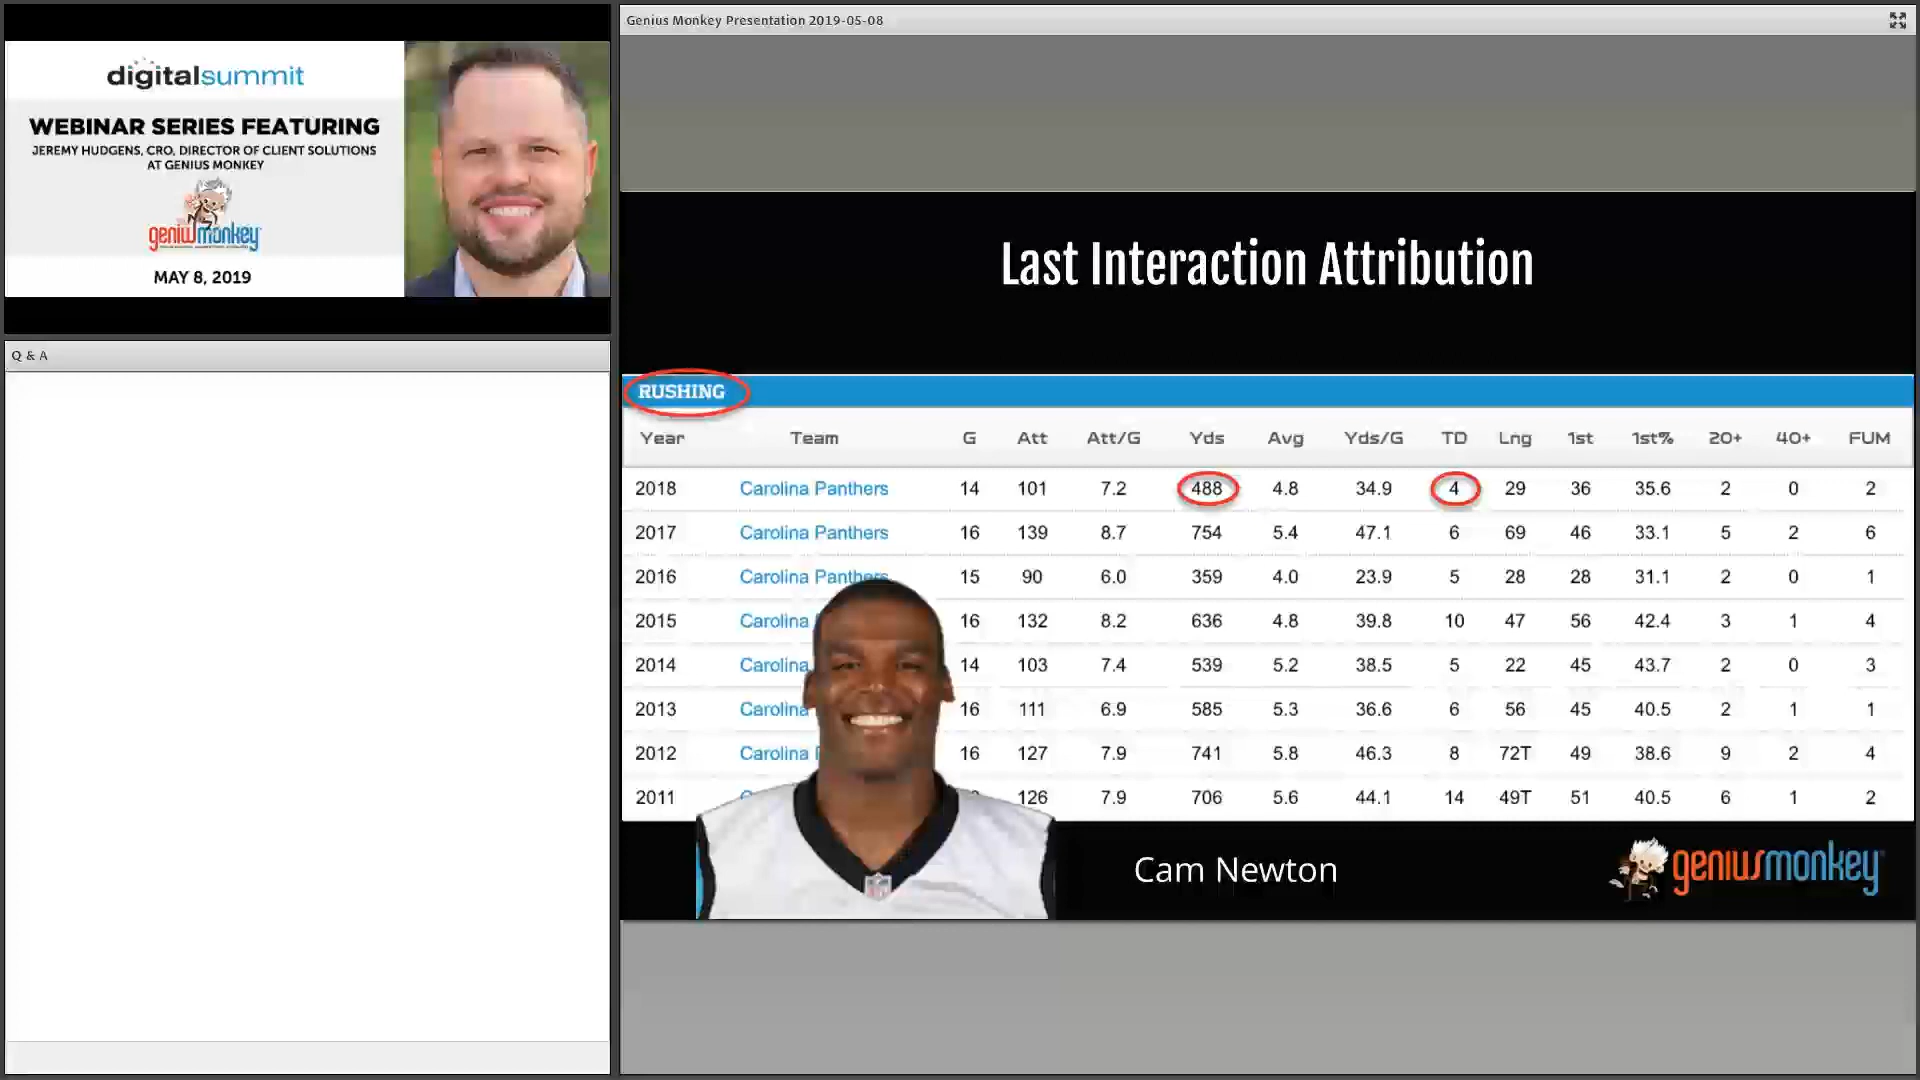 digitalsummit
WEBINAR SERIES FEATURING
JEREMY HUDGENS, CRO, DIRECTOR OF CLIENT SOLUTIONS
AT GENIUS MONKEY
geniusmonkey
MAY 8, 2019
Q & A
Genius Monkey Presentation 2019-05-08
Last Interaction Attribution
RUSHING
Year Team G Att Att/G Yds Avg Yds/G TD Lng 1st 1st% 20+ 40+ FUM
2018 Carolina Panthers 14 101 7.2 488 4.8 34.9 4 29 36 35.6 2 0 2
2017 Carolina Panthers 16 139 8.7 754 5.4 47.1 6 69 46 33.1 5 2 6
2016 Carolina Panthers 15 90 6.0 359 4.0 23.9 5 28 28 31.1 2 0 1
2015 Carolina 16 132 8.2 636 4.8 39.8 10 47 56 42.4 3 1 4
2014 Carolina 14 103 7.4 539 5.2 38.5 5 22 45 43.7 2 0 3
2013 Carolina 16 111 6.9 585 5.3 36.6 6 56 45 40.5 2 1 1
2012 Carolina 16 127 7.9 741 5.8 46.3 8 72T 49 38.6 9 2 4
2011 126 7.9 706 5.6 44.1 14 49T 51 40.5 6 1 2
Cam Newton
geniusmonkey